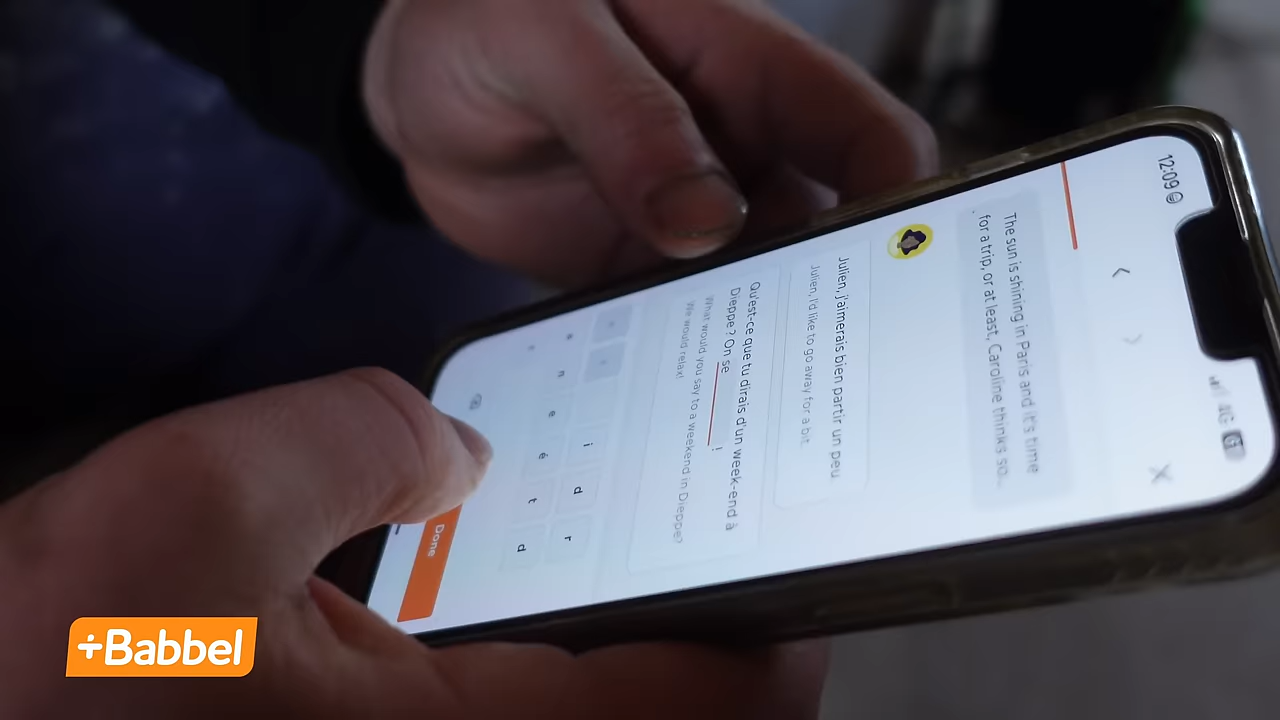 12:09
4G
The sun is shining in Paris and it's time
for a trip, or at least, Caroline thinks so...
Julien, j'aimerais bien partir un peu
Julien, I'd like to go away for a bit.
Qu'est-ce que tu dirais d'un week-end à
Dieppe ? On se ________ !
What would you say to a weekend in Dieppe?
We would relax!
i d r
n e é t d
Done
+Babbel